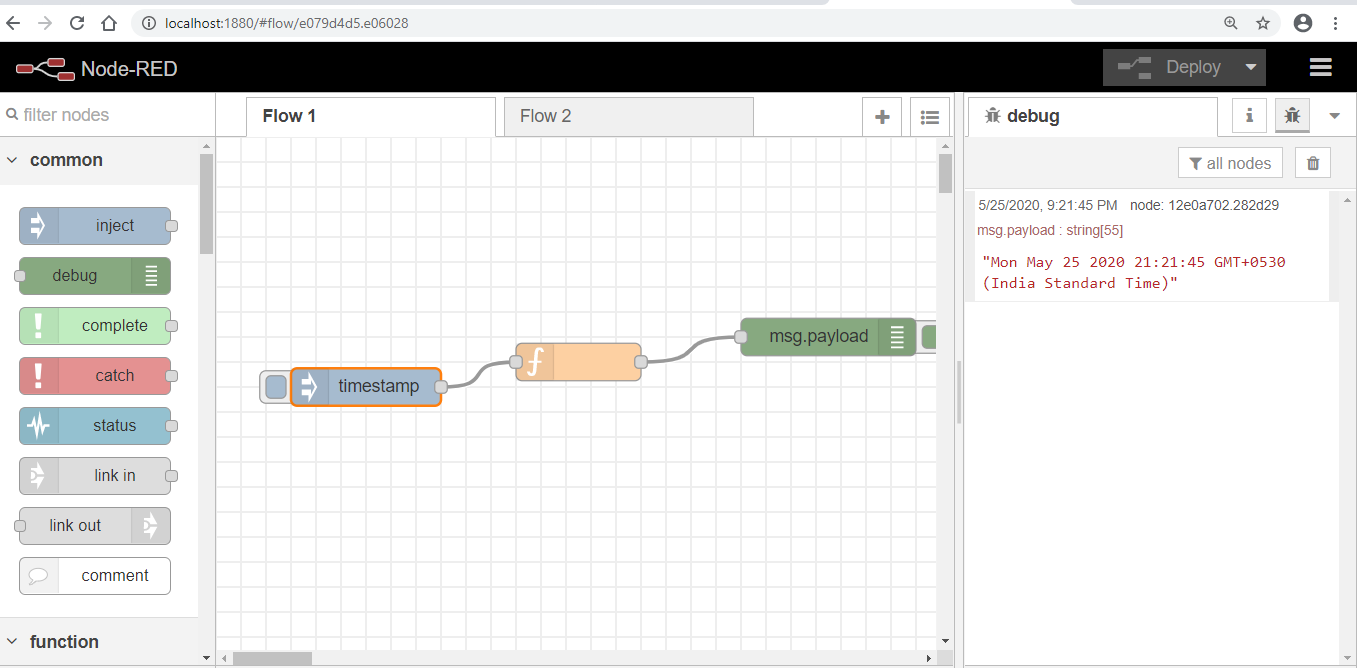 localhost:1880/#flow/e079d4d5.e06028
Node-RED
Deploy
filter nodes
Flow 1
Flow 2
debug
i
common
all nodes
inject
debug
complete
catch
status
link in
link out
comment
function
timestamp
f
msg.payload
5/25/2020, 9:21:45 PM node: 12e0a702.282d29
msg.payload : string[55]
"Mon May 25 2020 21:21:45 GMT+0530
(India Standard Time)"